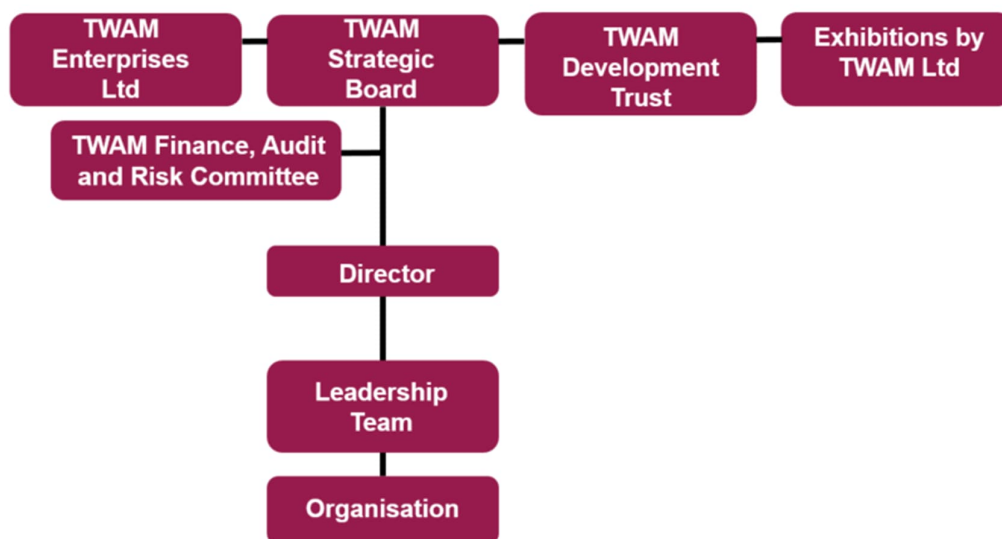 TWAM
Enterprises
Ltd
TWAM
Strategic
Board
TWAM
Development
Trust
Exhibitions by
TWAM Ltd
TWAM Finance, Audit
and Risk Committee
Director
Leadership
Team
Organisation